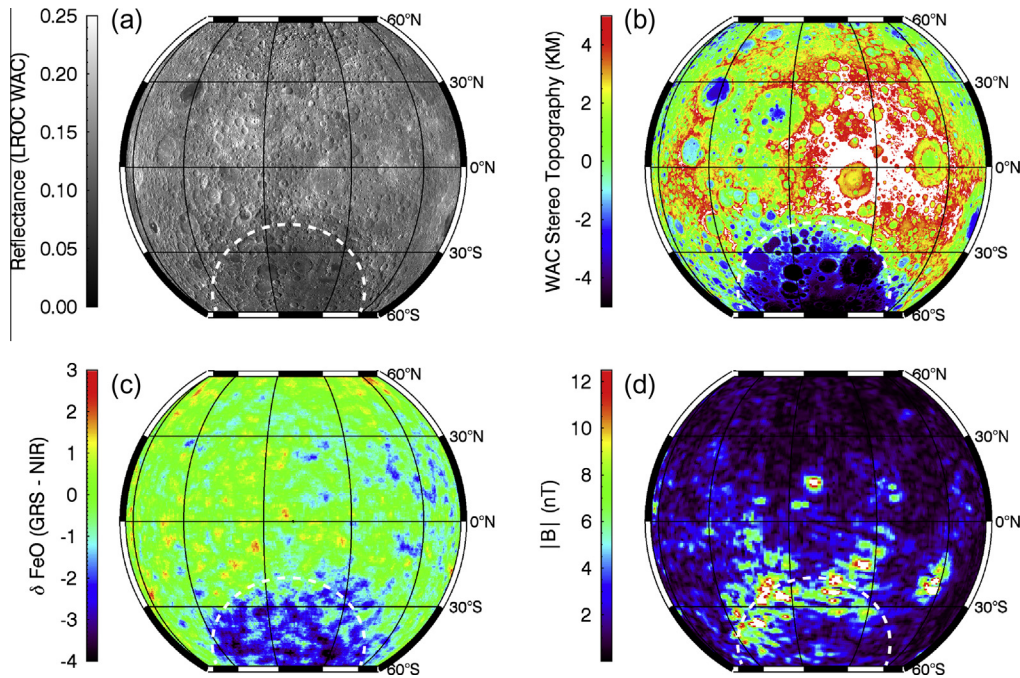 (a)
60°N
30°N
0°N
30°S
60°S
0.25
0.20
0.15
0.10
0.05
0.00
Reflectance (LROC WAC)
(b)
60°N
30°N
0°N
30°S
60°S
4
2
0
-2
-4
WAC Stereo Topography (KM)
(c)
60°N
30°N
0°N
30°S
60°S
3
2
1
0
-1
-2
-3
-4
δ FeO (GRS - NIR)
(d)
60°N
30°N
0°N
30°S
60°S
12
10
8
6
4
2
|B| (nT)